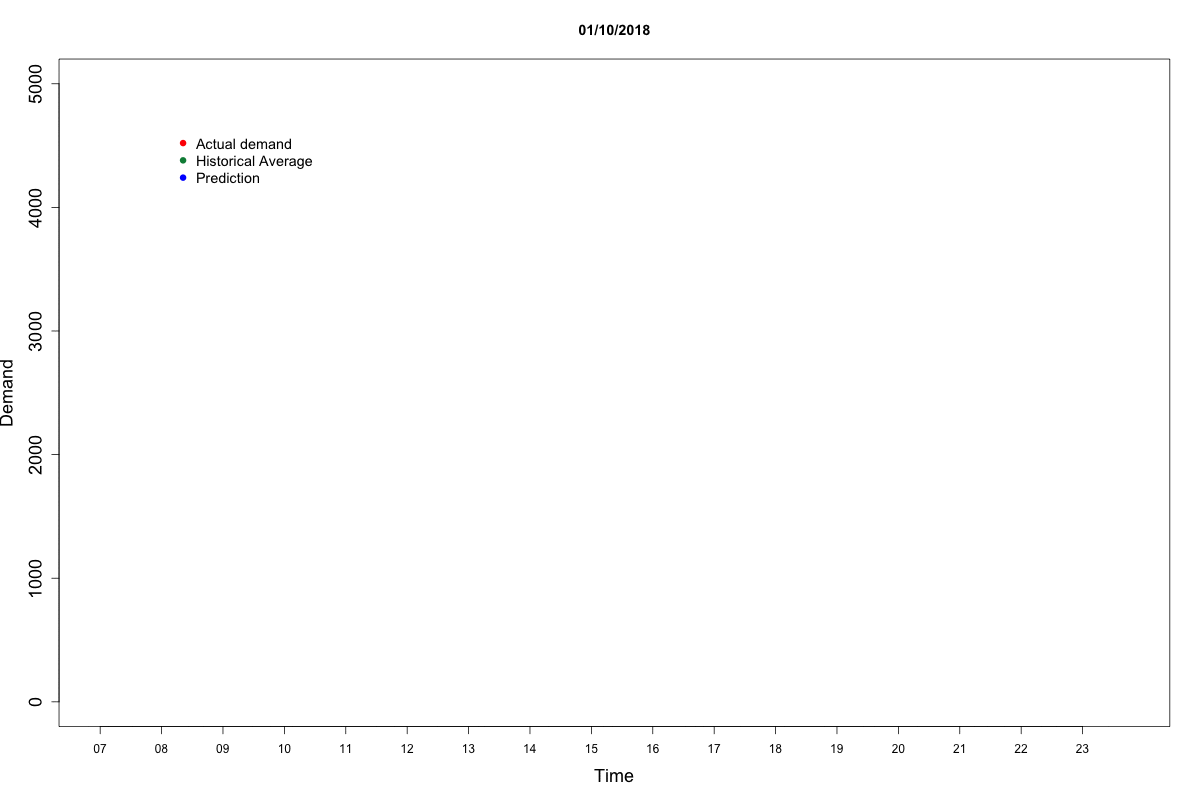 01/10/2018
5000
4000
3000
2000
1000
0
Demand
Actual demand
Historical Average
Prediction
07 08 09 10 11 12 13 14 15 16 17 18 19 20 21 22 23
Time